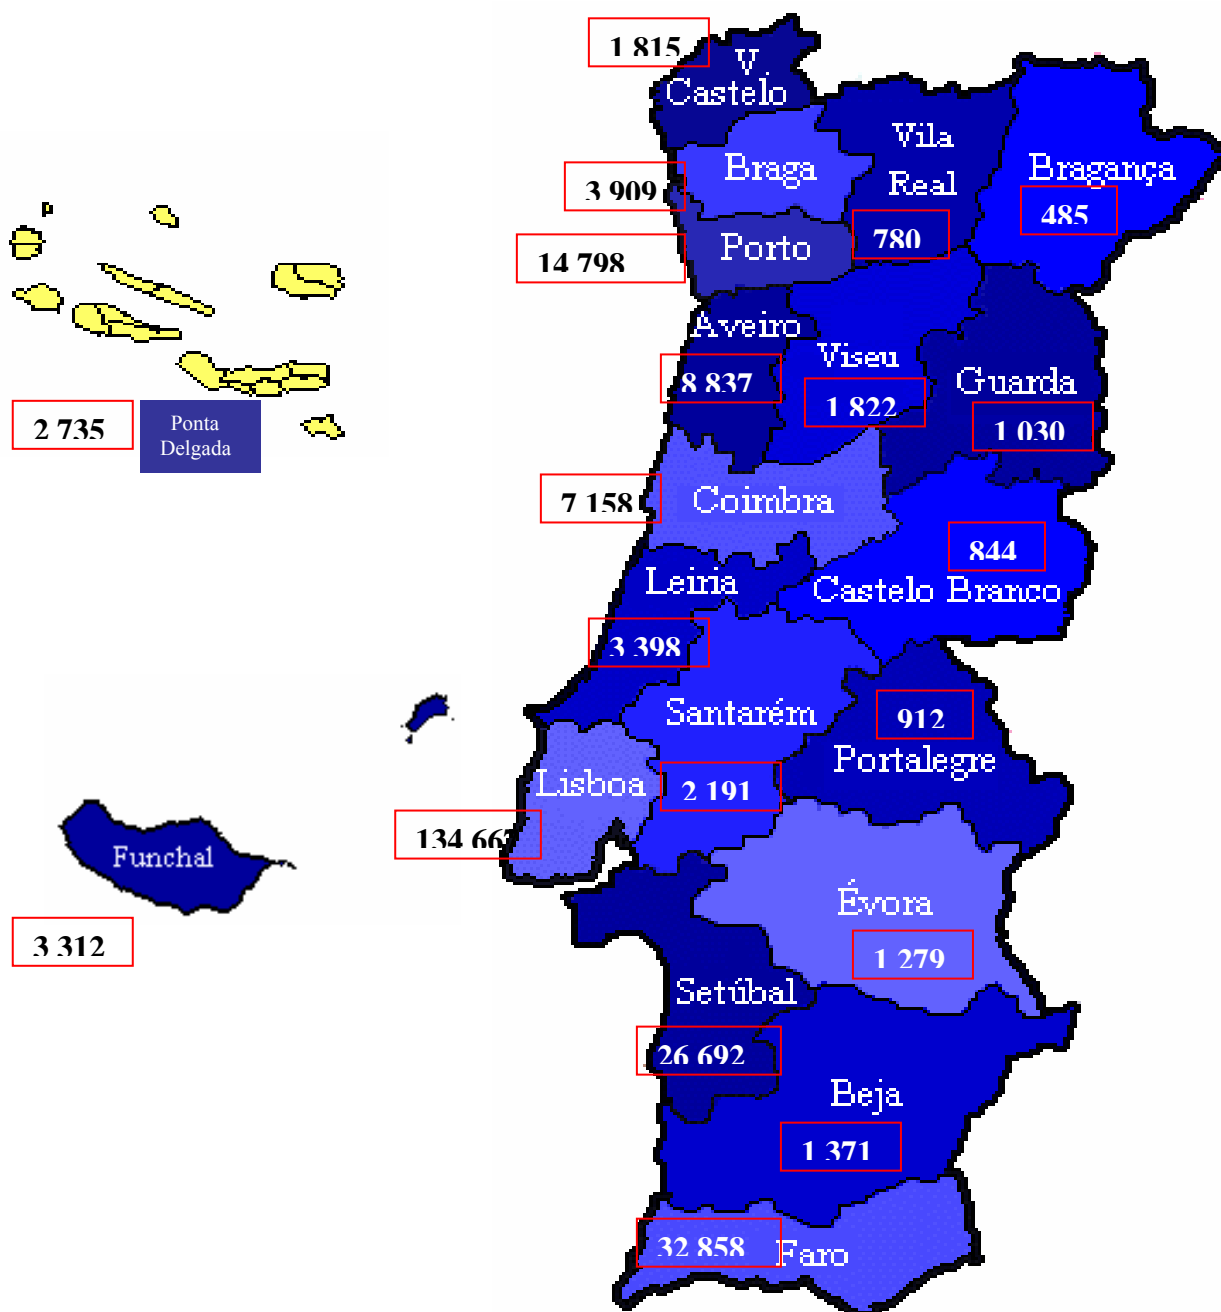 1 815
V
Castelo
Vila
Real
Bragança
Braga
3 909
485
780
Porto
14 798
Aveiro
Viseu
Guarda
8 837
1 822
1 030
2 735
Ponta
Delgada
Coimbra
7 158
844
Leiria
Castelo Branco
3 398
Santarém
912
Portalegre
Lisboa
2 191
Funchal
Évora
3 312
1 279
Setúbal
26 692
Beja
1 371
32 858
Faro